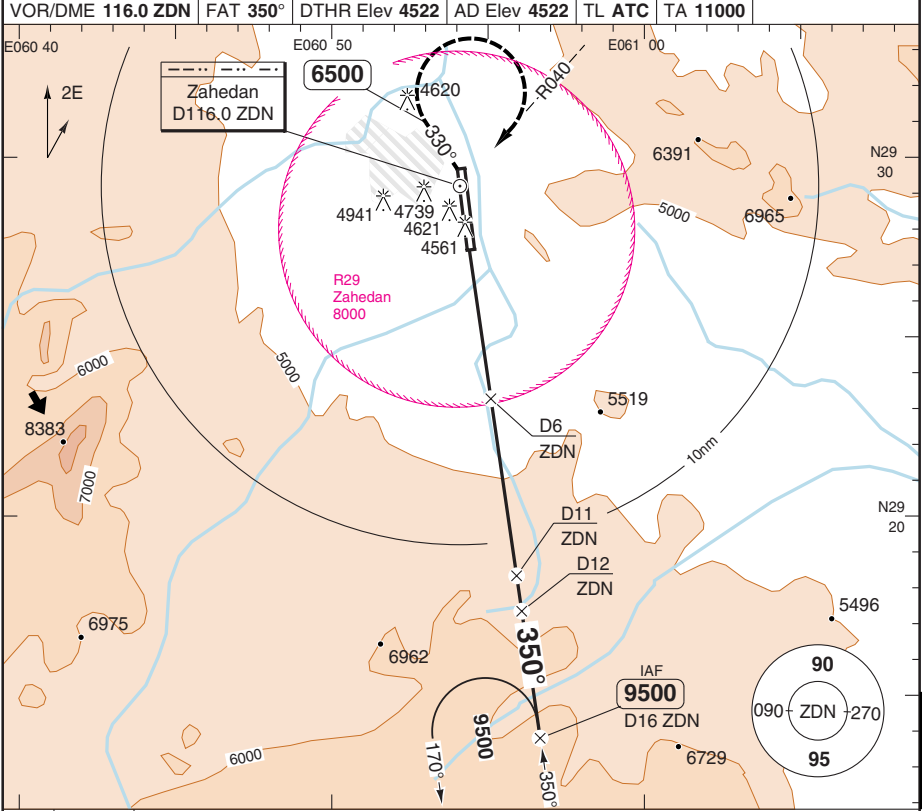 VOR/DME 116.0 ZDN FAT 350° DTHR Elev 4522 AD Elev 4522 TL ATC TA 11000
E060 40
E060 50
E061 00
6500
4620
R040
2E
Zahedan
D116.0 ZDN
330°
6391
N29
30
6965
5000
4941
4739
4621
4561
R29
Zahedan
8000
6000
5000
8383
5519
D6
ZDN
10nm
7000
N29
20
D11
ZDN
D12
ZDN
6975
6962
350°
5496
IAF
9500
D16 ZDN
90
090
ZDN
270
95
9500
6000
170°
350°
6729